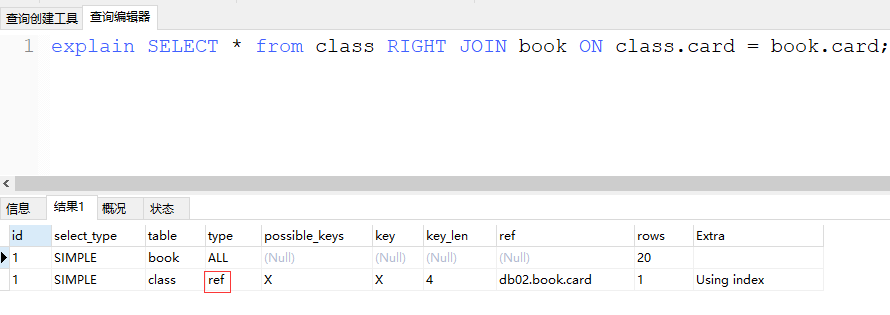 查询创建工具 查询编辑器
1 explain SELECT * from class RIGHT JOIN book ON class.card = book.card;
信息 结果1 概况 状态
id select_type table type possible_keys key key_len ref rows Extra
1 SIMPLE book ALL (Null) (Null) (Null) (Null) 20
1 SIMPLE class ref X X 4 db02.book.card 1 Using index